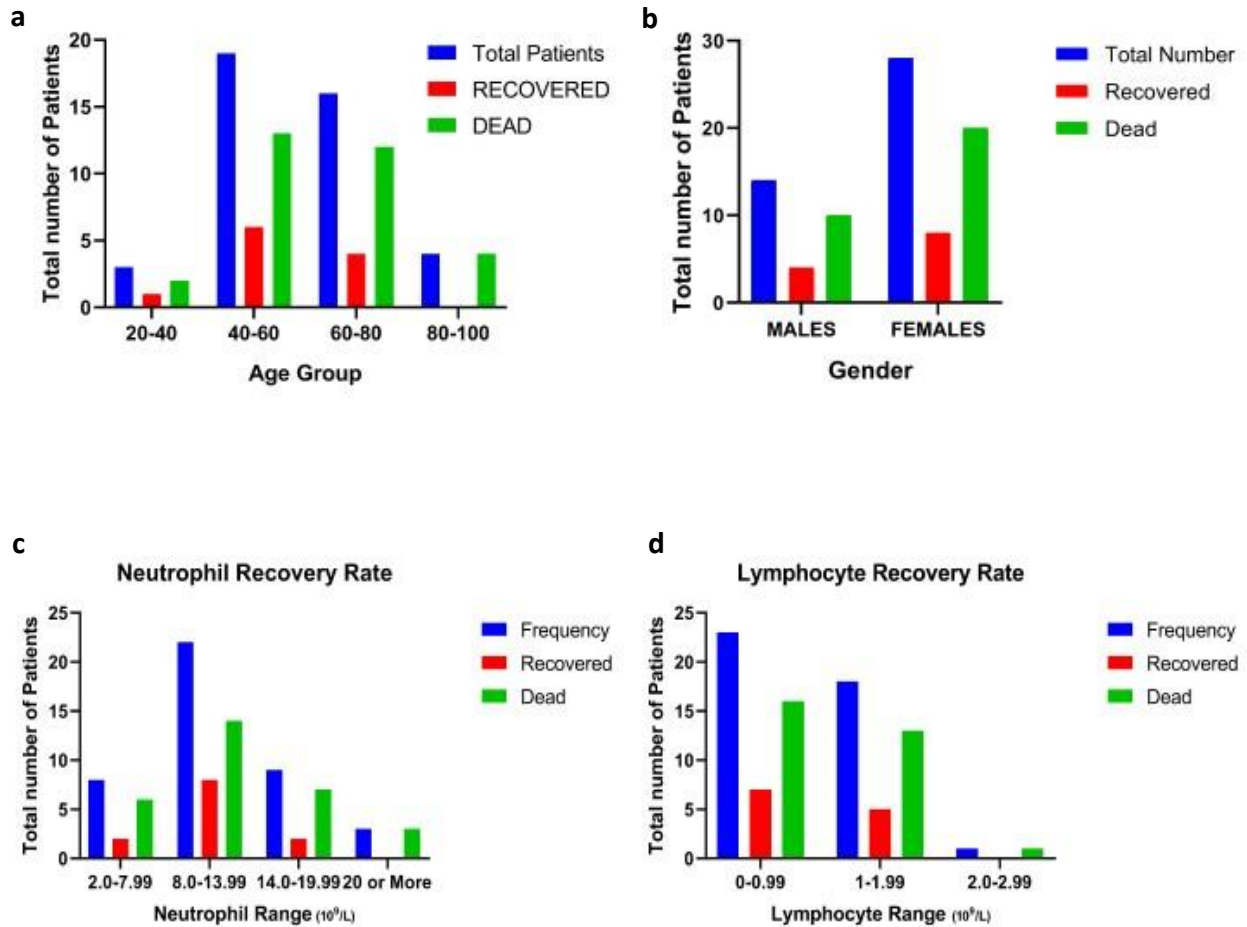 a
20
15
10
5
0
Total number of Patients
Total Patients
RECOVERED
DEAD
20-40 40-60 60-80 80-100
Age Group
b
30
20
10
0
Total number of Patients
Total Number
Recovered
Dead
MALES FEMALES
Gender
c
Neutrophil Recovery Rate
25
20
15
10
5
0
Total number of Patients
Frequency
Recovered
Dead
2.0-7.99 8.0-13.99 14.0-19.99 20 or More
Neutrophil Range (10⁹/L)
d
Lymphocyte Recovery Rate
25
20
15
10
5
0
Total number of Patients
Frequency
Recovered
Dead
0-0.99 1-1.99 2.0-2.99
Lymphocyte Range (10⁹/L)